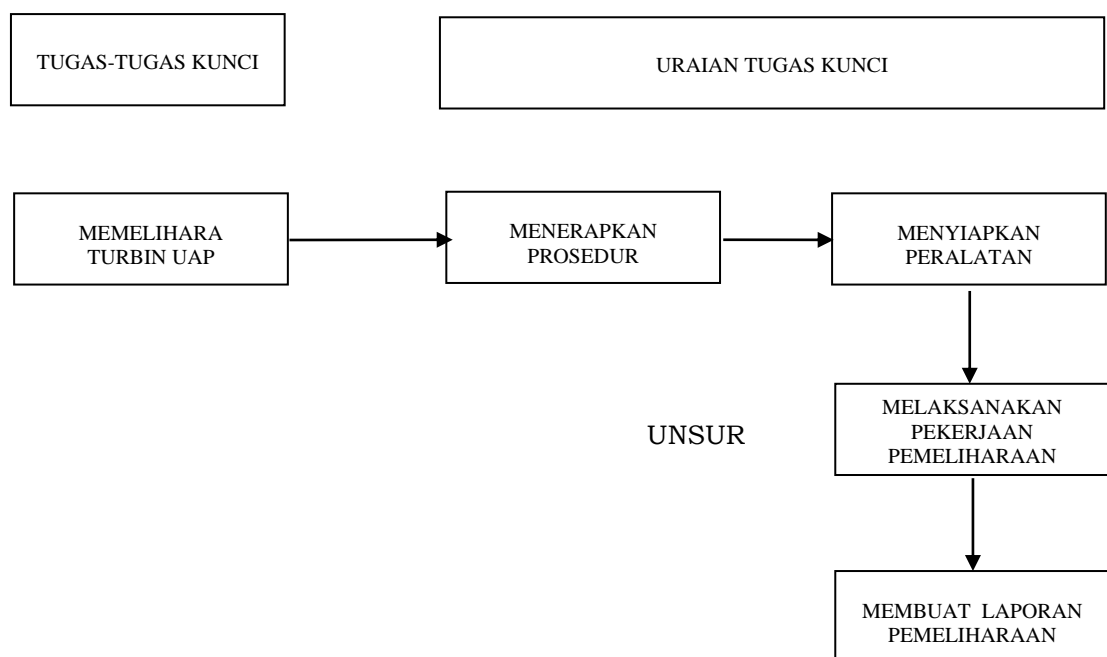 TUGAS-TUGAS KUNCI
URAIAN TUGAS KUNCI
MEMELIHARA
TURBIN UAP
MENERAPKAN
PROSEDUR
MENYIAPKAN
PERALATAN
UNSUR
MELAKSANAKAN
PEKERJAAN
PEMELIHARAAN
MEMBUAT LAPORAN
PEMELIHARAAN